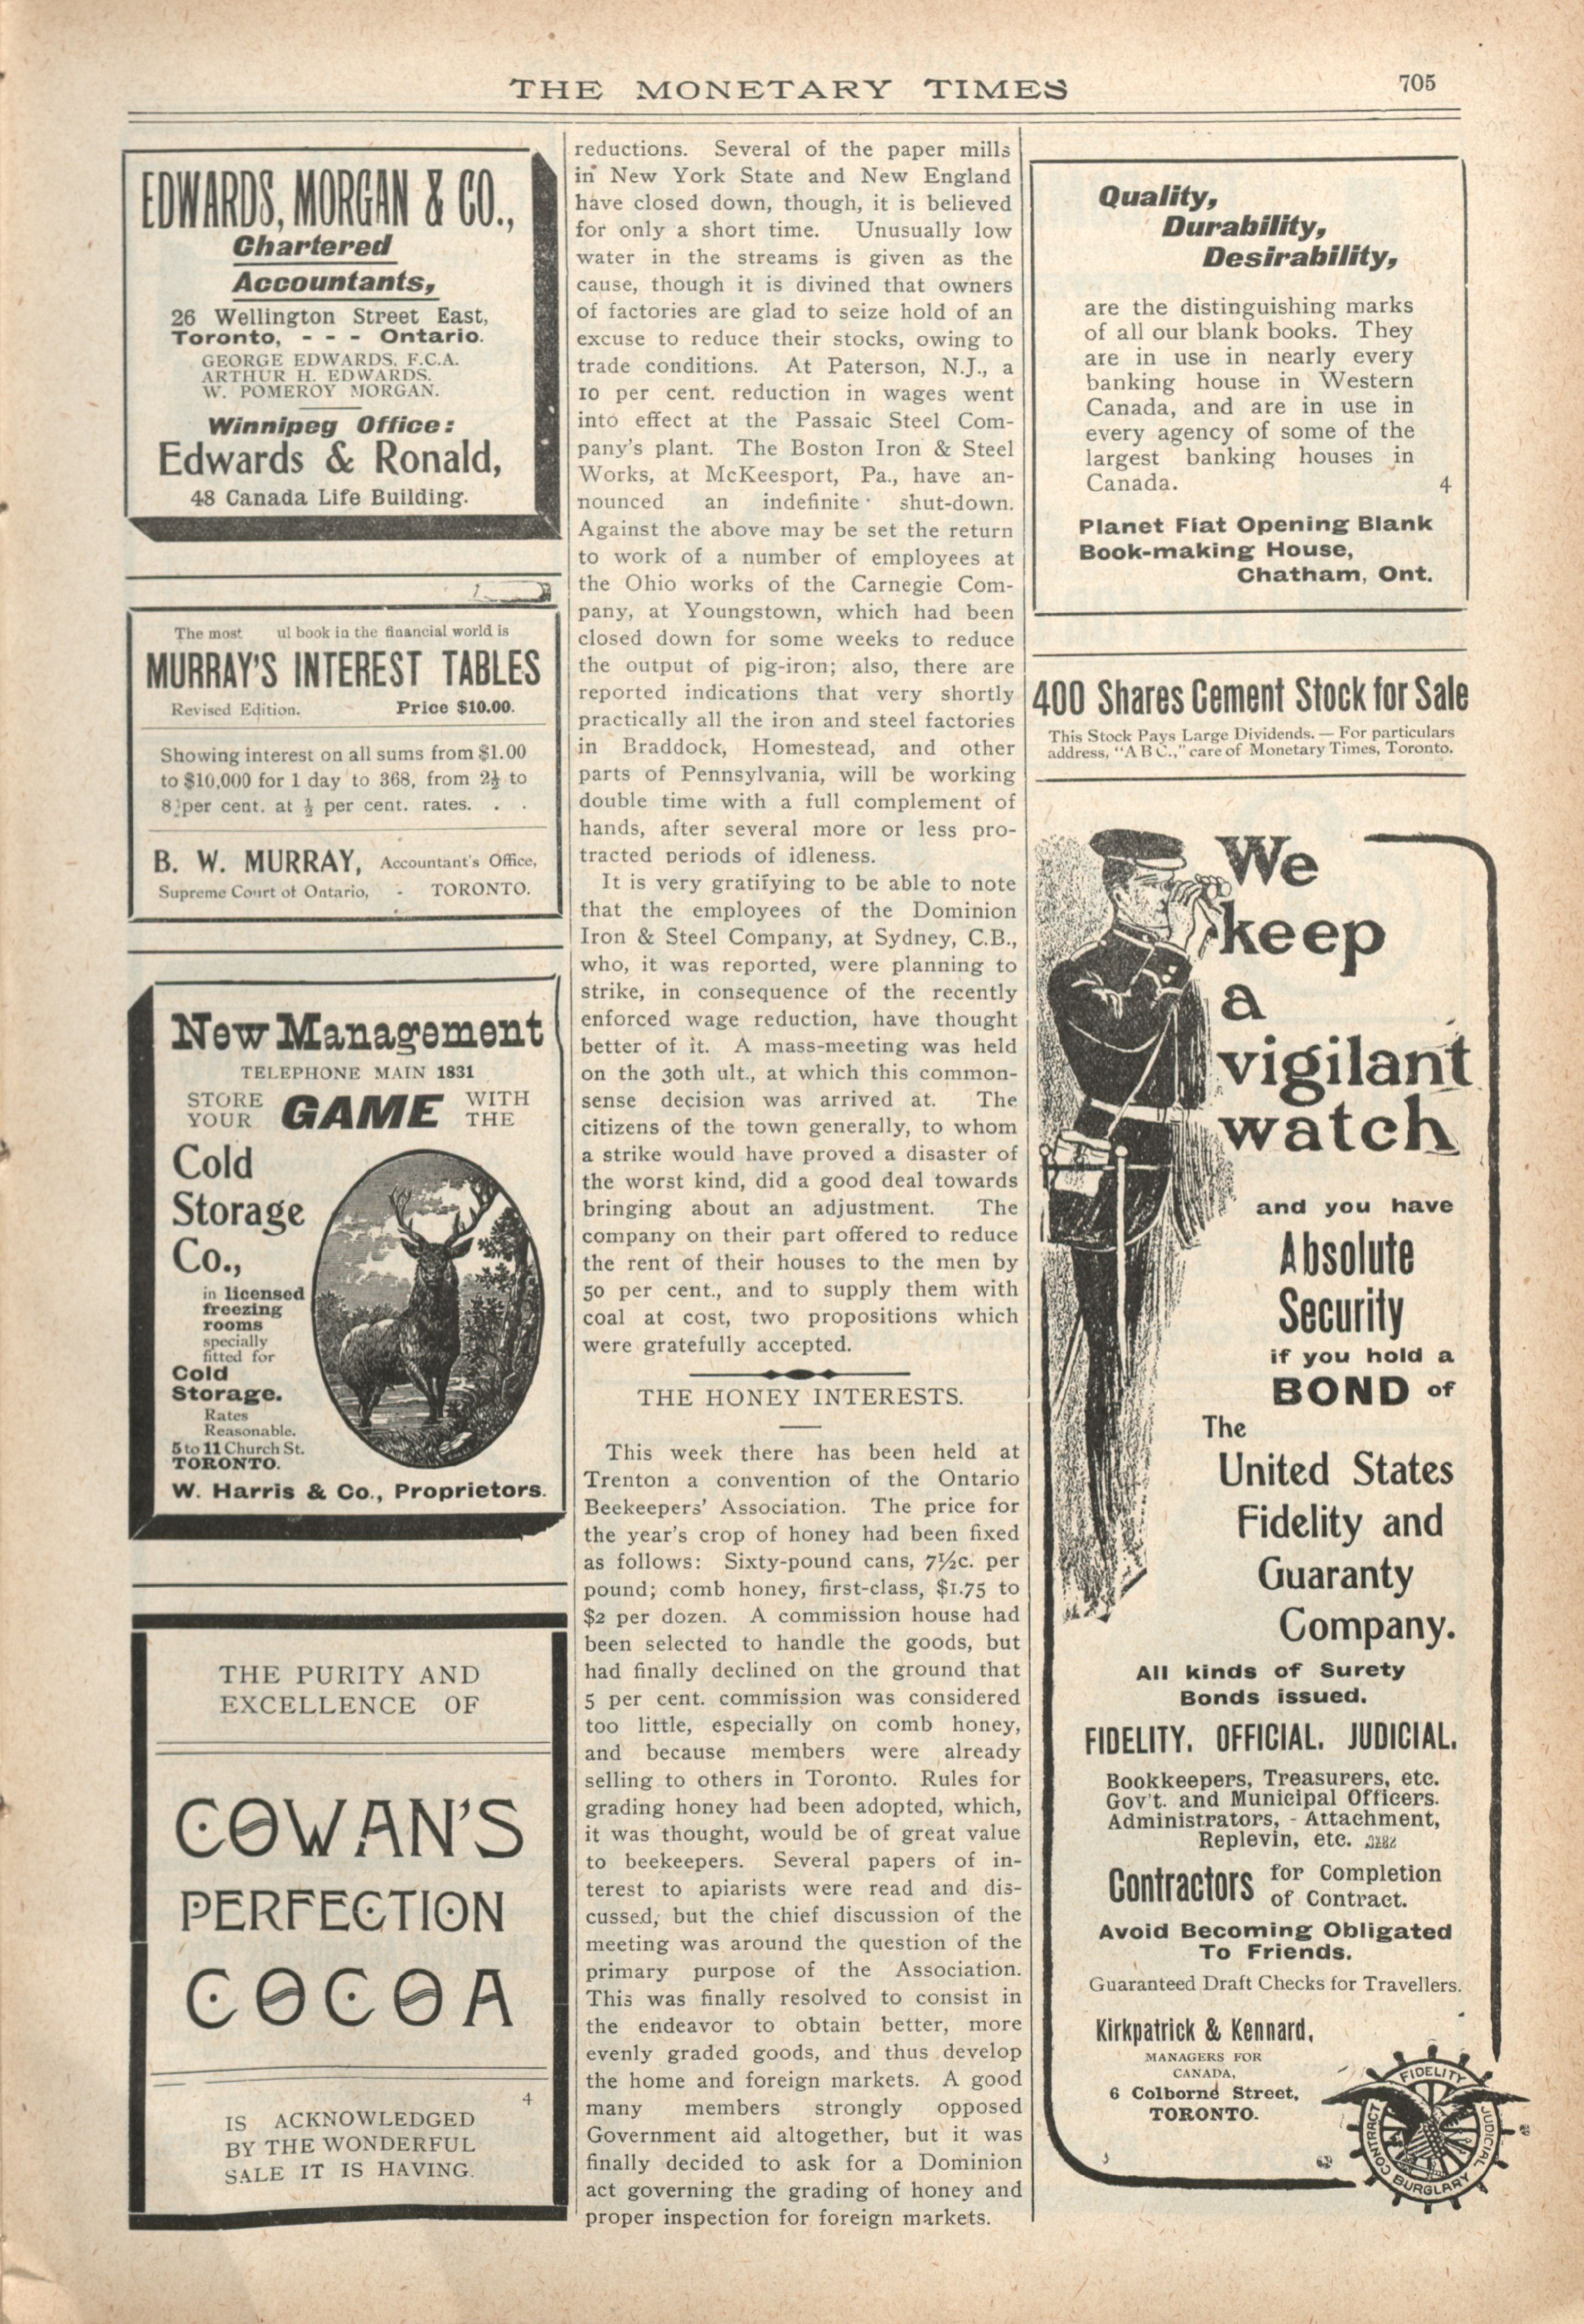 THE MONETARY TIMES
705
EDWARDS, MORGAN & CO.,
Chartered
Accountants,
26 Wellington Street East,
Toronto, - - - Ontario.
GEORGE EDWARDS, F.C.A.
ARTHUR H. EDWARDS.
W. POMEROY MORGAN.
Winnipeg Office:
Edwards & Ronald,
48 Canada Life Building.
The most ul book in the financial world is
MURRAY'S INTEREST TABLES
Revised Edition. Price $10.00.
Showing interest on all sums from $1.00
to $10,000 for 1 day to 368, from 2½ to
8 per cent. at ½ per cent. rates. . .
B. W. MURRAY, Accountant's Office,
Supreme Court of Ontario, - TORONTO.
New Management
TELEPHONE MAIN 1831
STORE YOUR GAME WITH THE
Cold
Storage
Co.,
in licensed
freezing
rooms
specially
fitted for
Cold
Storage.
Rates
Reasonable.
5 to 11 Church St.
TORONTO.
W. Harris & Co., Proprietors.
THE PURITY AND
EXCELLENCE OF
COWAN'S
PERFECTION
COCOA
4
IS ACKNOWLEDGED
BY THE WONDERFUL
SALE IT IS HAVING.
reductions. Several of the paper mills
in New York State and New England
have closed down, though, it is believed
for only a short time. Unusually low
water in the streams is given as the
cause, though it is divined that owners
of factories are glad to seize hold of an
excuse to reduce their stocks, owing to
trade conditions. At Paterson, N.J., a
10 per cent. reduction in wages went
into effect at the Passaic Steel Com-
pany's plant. The Boston Iron & Steel
Works, at McKeesport, Pa., have an-
nounced an indefinite shut-down.
Against the above may be set the return
to work of a number of employees at
the Ohio works of the Carnegie Com-
pany, at Youngstown, which had been
closed down for some weeks to reduce
the output of pig-iron; also, there are
reported indications that very shortly
practically all the iron and steel factories
in Braddock, Homestead, and other
parts of Pennsylvania, will be working
double time with a full complement of
hands, after several more or less pro-
tracted periods of idleness.
It is very gratifying to be able to note
that the employees of the Dominion
Iron & Steel Company, at Sydney, C.B.,
who, it was reported, were planning to
strike, in consequence of the recently
enforced wage reduction, have thought
better of it. A mass-meeting was held
on the 30th ult., at which this common-
sense decision was arrived at. The
citizens of the town generally, to whom
a strike would have proved a disaster of
the worst kind, did a good deal towards
bringing about an adjustment. The
company on their part offered to reduce
the rent of their houses to the men by
50 per cent., and to supply them with
coal at cost, two propositions which
were gratefully accepted.
THE HONEY INTERESTS.
This week there has been held at
Trenton a convention of the Ontario
Beekeepers' Association. The price for
the year's crop of honey had been fixed
as follows: Sixty-pound cans, 7½c. per
pound; comb honey, first-class, $1.75 to
$2 per dozen. A commission house had
been selected to handle the goods, but
had finally declined on the ground that
5 per cent. commission was considered
too little, especially on comb honey,
and because members were already
selling to others in Toronto. Rules for
grading honey had been adopted, which,
it was thought, would be of great value
to beekeepers. Several papers of in-
terest to apiarists were read and dis-
cussed, but the chief discussion of the
meeting was around the question of the
primary purpose of the Association.
This was finally resolved to consist in
the endeavor to obtain better, more
evenly graded goods, and thus develop
the home and foreign markets. A good
many members strongly opposed
Government aid altogether, but it was
finally decided to ask for a Dominion
act governing the grading of honey and
proper inspection for foreign markets.
Quality,
Durability,
Desirability,
are the distinguishing marks
of all our blank books. They
are in use in nearly every
banking house in Western
Canada, and are in use in
every agency of some of the
largest banking houses in
Canada. 4
Planet Flat Opening Blank
Book-making House,
Chatham, Ont.
400 Shares Cement Stock for Sale
This Stock Pays Large Dividends. — For particulars
address, "A B C.," care of Monetary Times, Toronto.
We
keep
a
vigilant
watch
and you have
Absolute
Security
if you hold a
BOND of
The
United States
Fidelity and
Guaranty
Company.
All kinds of Surety
Bonds issued.
FIDELITY. OFFICIAL. JUDICIAL.
Bookkeepers, Treasurers, etc.
Gov't. and Municipal Officers.
Administrators, - Attachment,
Replevin, etc.
Contractors for Completion of Contract.
Avoid Becoming Obligated
To Friends.
Guaranteed Draft Checks for Travellers.
Kirkpatrick & Kennard,
MANAGERS FOR
CANADA,
6 Colborne Street,
TORONTO.
FIDELITY
JUDICIAL
BURGLARY
CONTRACT